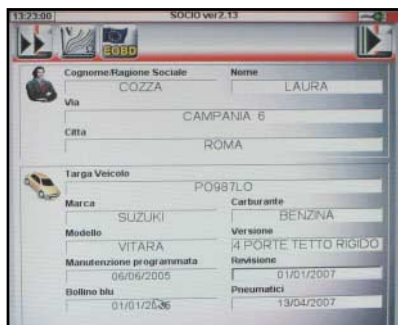 13:23:00 SOCIO ver2.13
EOBD
Cognome/Ragione Sociale Nome
COZZA LAURA
Via
CAMPANIA 6
Citta
ROMA
Targa Veicolo
PO987LO
Marca Carburante
SUZUKI BENZINA
Modello Versione
VITARA 4 PORTE TETTO RIGIDO
Manutenzione programmata Revisione
06/06/2005 01/01/2007
Bollino blu Pneumatici
13/04/2007